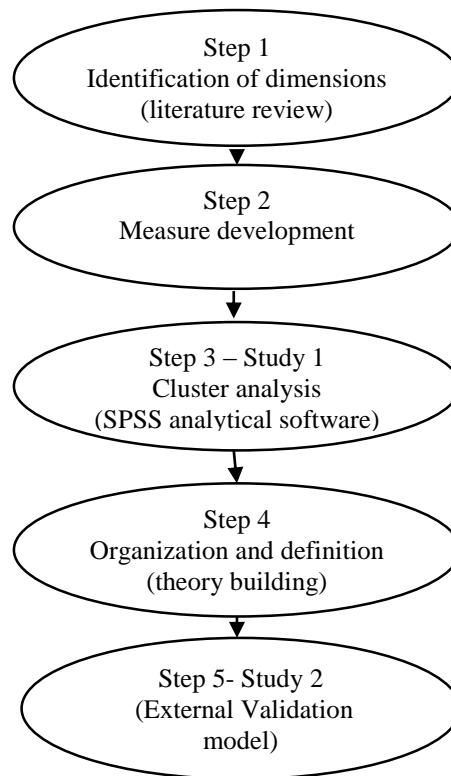 Step 1
Identification of dimensions
(literature review)
Step 2
Measure development
Step 3 – Study 1
Cluster analysis
(SPSS analytical software)
Step 4
Organization and definition
(theory building)
Step 5- Study 2
(External Validation
model)